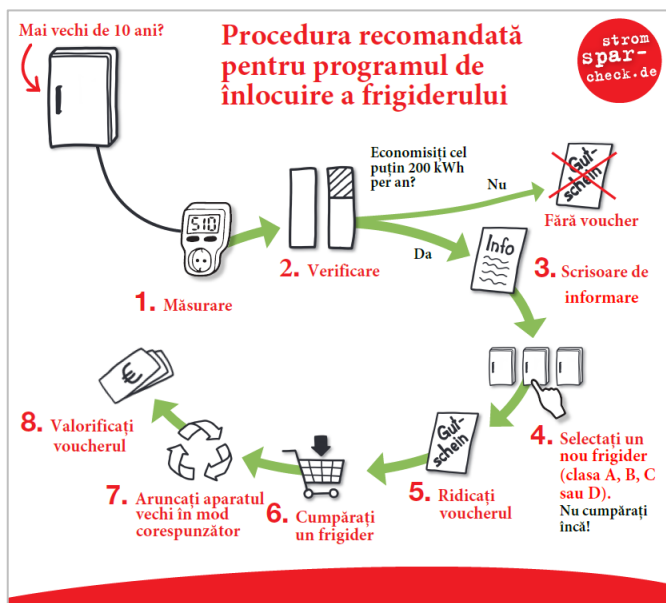 Mai vechi de 10 ani?
Procedura recomandată
pentru programul de
înlocuire a frigiderului
strom
spar-
check.de
Economisiți cel
puțin 200 kWh
per an?
Nu
Gut-
schein
Fără voucher
Da
Info
510
1. Măsurare
2. Verificare
3. Scrisoare de
informare
4. Selectați un
nou frigider
(clasa A, B, C
sau D).
Nu cumpărați
încă!
Gut-
schein
5. Ridicați
voucherul
6. Cumpărați
un frigider
7. Aruncați aparatul
vechi în mod
corespunzător
€
8. Valorificați
voucherul